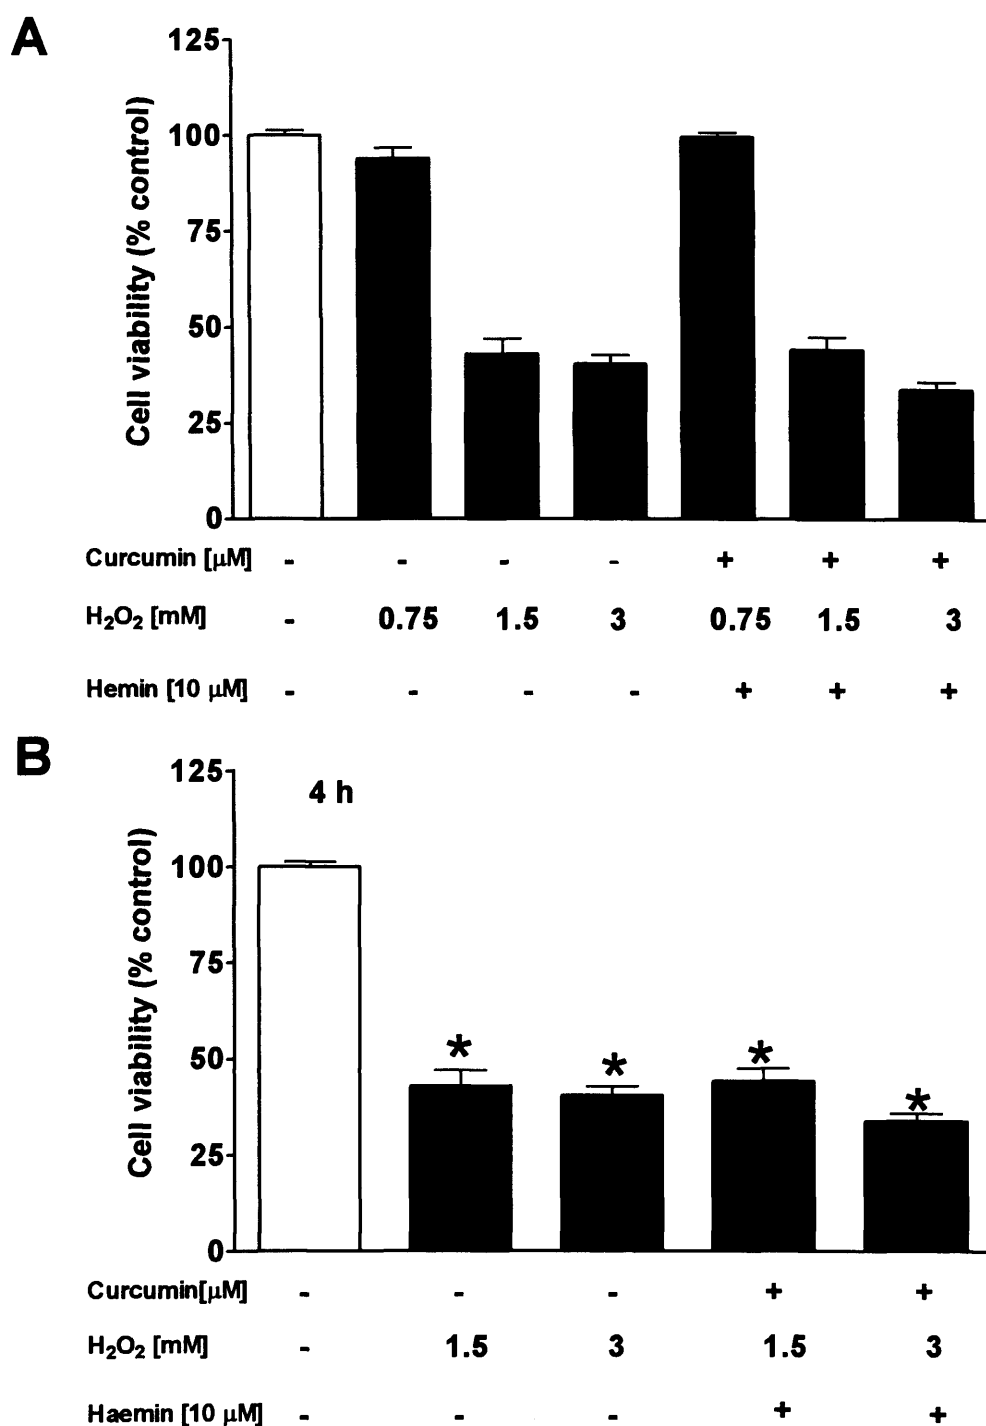 A
125
100
75
50
25
0
Cell viability (% control)
Curcumin [μM] - - - - + + +
H₂O₂ [mM] - 0.75 1.5 3 0.75 1.5 3
Hemin [10 μM] - - - - + + +
B
4 h
125
100
75
50
25
0
Cell viability (% control)
* * * *
Curcumin[μM] - - - + +
H₂O₂ [mM] - 1.5 3 1.5 3
Haemin [10 μM] - - - + +